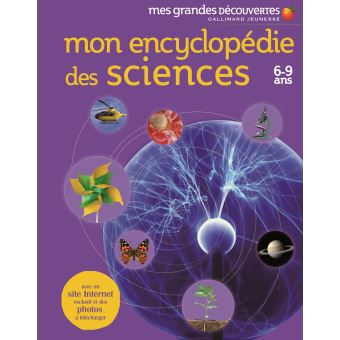 mes grandes DÉCOUVERTES
GALLIMARD JEUNESSE
mon encyclopédie
des sciences
6-9
ans
avec un
site Internet
exclusif et des
photos
à télécharger